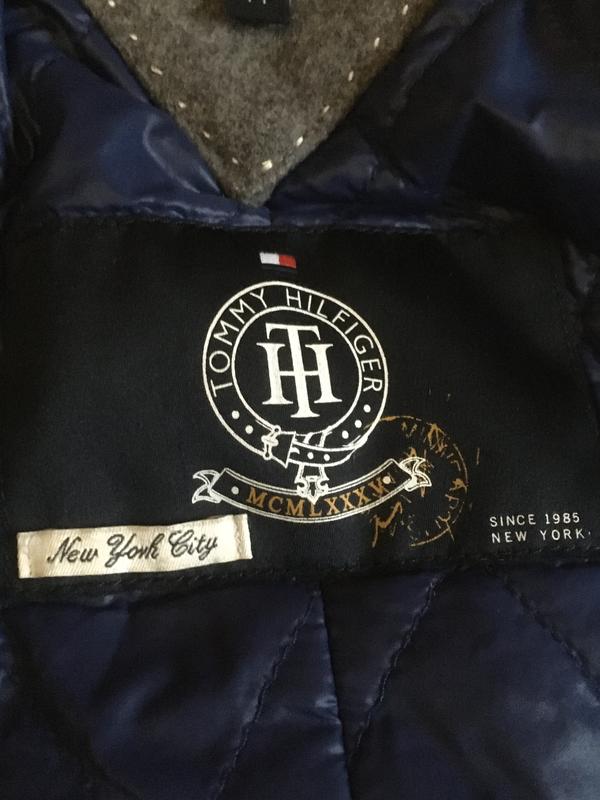 TOMMY HILFIGER
TH
MCMLXXXV
New York City
SINCE 1985
NEW YORK